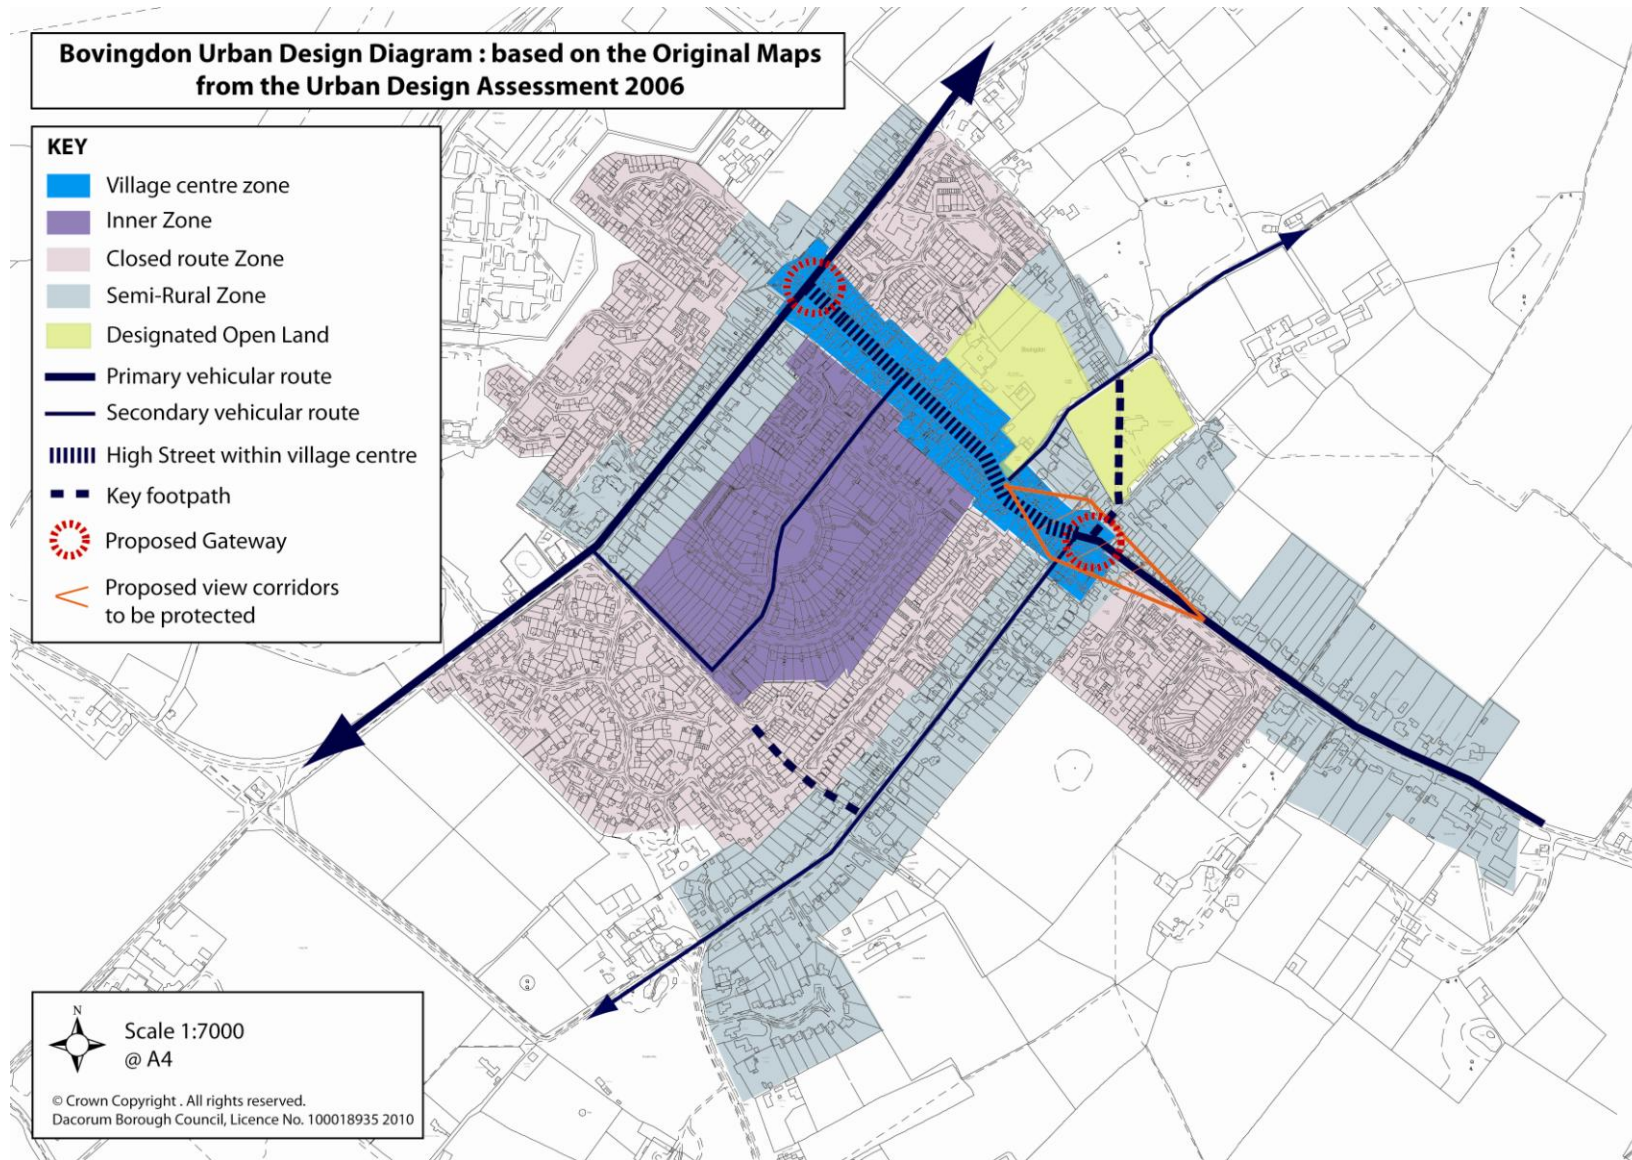 Bovingdon Urban Design Diagram : based on the Original Maps
from the Urban Design Assessment 2006
KEY
Village centre zone
Inner Zone
Closed route Zone
Semi-Rural Zone
Designated Open Land
Primary vehicular route
Secondary vehicular route
High Street within village centre
Key footpath
Proposed Gateway
Proposed view corridors
to be protected
N
Scale 1:7000
@ A4
© Crown Copyright . All rights reserved.
Dacorum Borough Council, Licence No. 100018935 2010